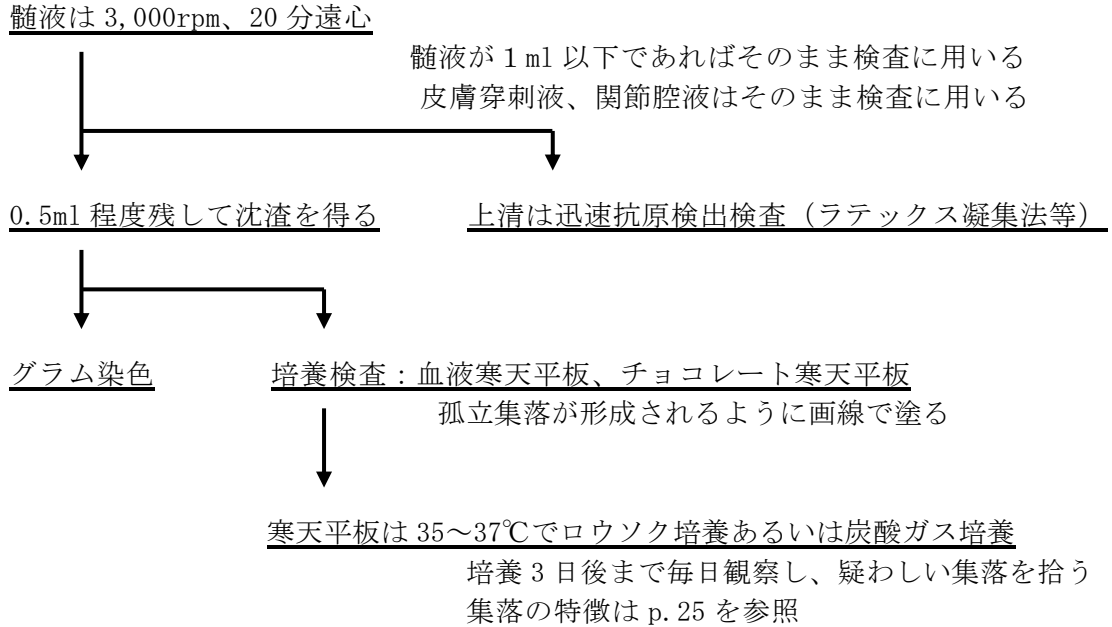 髄液は 3,000rpm、20 分遠心
髄液が 1ml 以下であればそのまま検査に用いる
皮膚穿刺液、関節腔液はそのまま検査に用いる
0.5ml 程度残して沈渣を得る
上清は迅速抗原検出検査（ラテックス凝集法等）
グラム染色
培養検査：血液寒天平板、チョコレート寒天平板
孤立集落が形成されるように画線で塗る
寒天平板は 35～37℃でロウソク培養あるいは炭酸ガス培養
培養 3 日後まで毎日観察し、疑わしい集落を拾う
集落の特徴は p.25 を参照